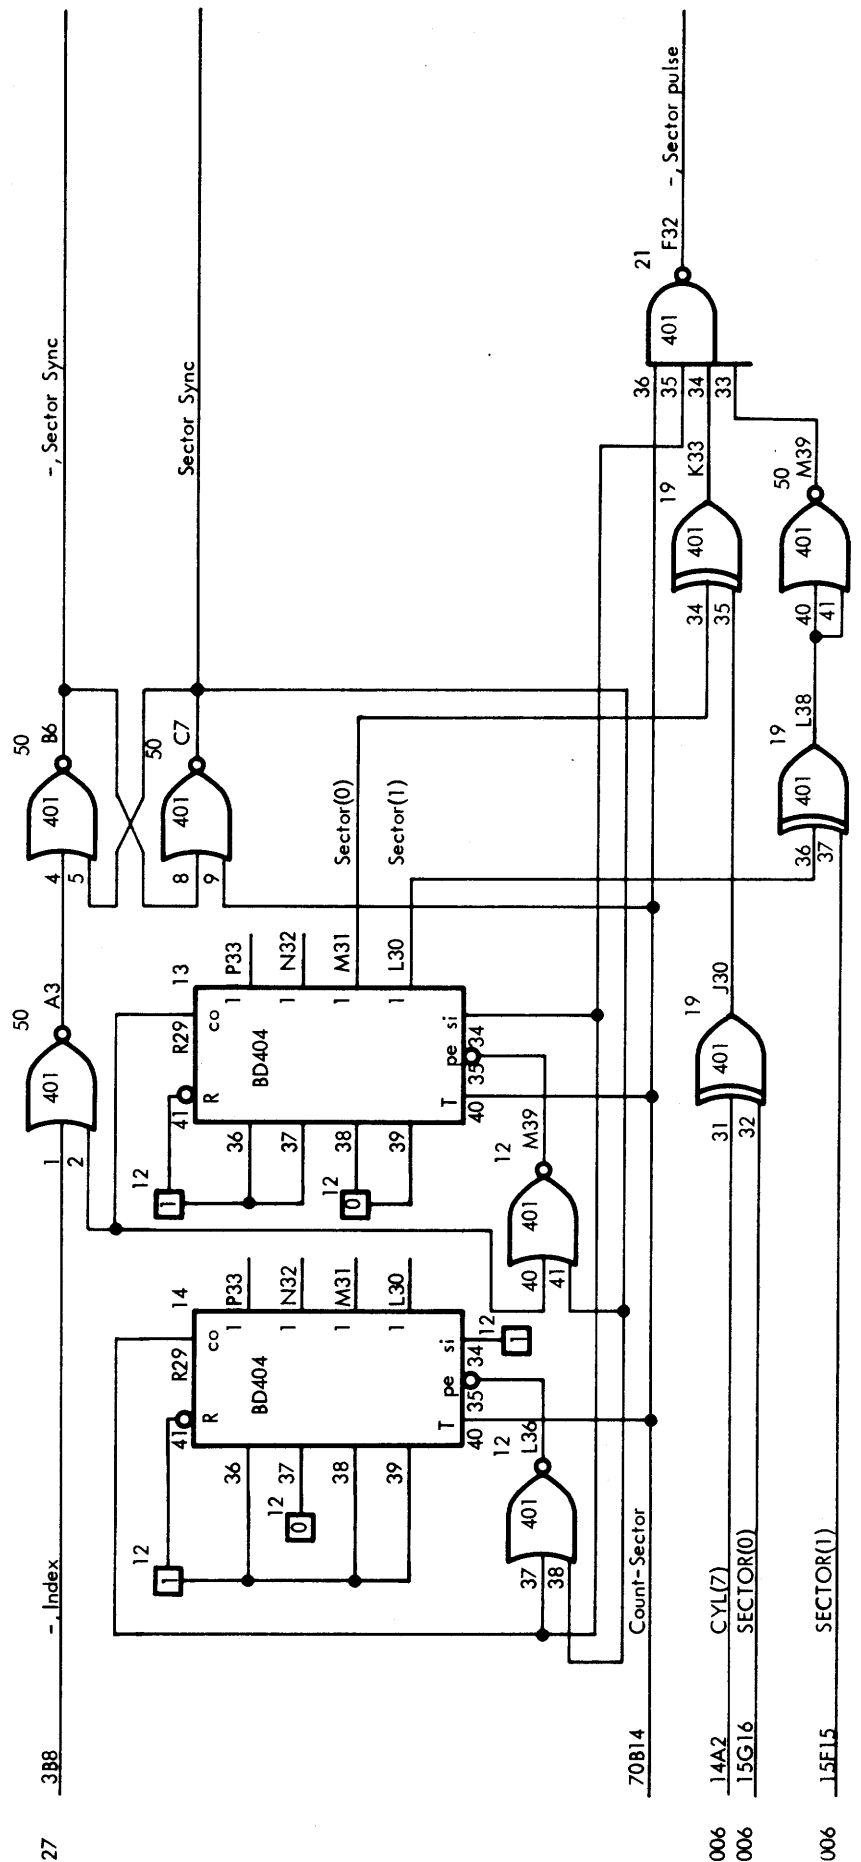 27 3B8 ¬, Index
1
2
50
401
A3
4
5
50
401
B6
¬, Sector Sync
8
9
50
401
C7
Sector Sync
12
1
41
R29
14
R
co
BD404
36
37
38
39
12
0
1 P33
1 N32
1 M31
1 L30
T
pe
si
40
35
34
12
1
37
38
401
12
L36
12
1
41
R29
13
R
co
BD404
36
37
38
39
12
0
1 P33
1 N32
1 M31
1 L30
Sector(0)
Sector(1)
T
pe
si
40
35
34
40
41
401
12
M39
70B14 Count-Sector
006 14A2 CYL(7)
006 15G16 SECTOR(0)
31
32
401
19
J30
34
35
401
19
K33
36
35
34
33
401
21
F32
¬, Sector pulse
006 15F15 SECTOR(1)
36
37
401
19
L38
40
41
401
50
M39